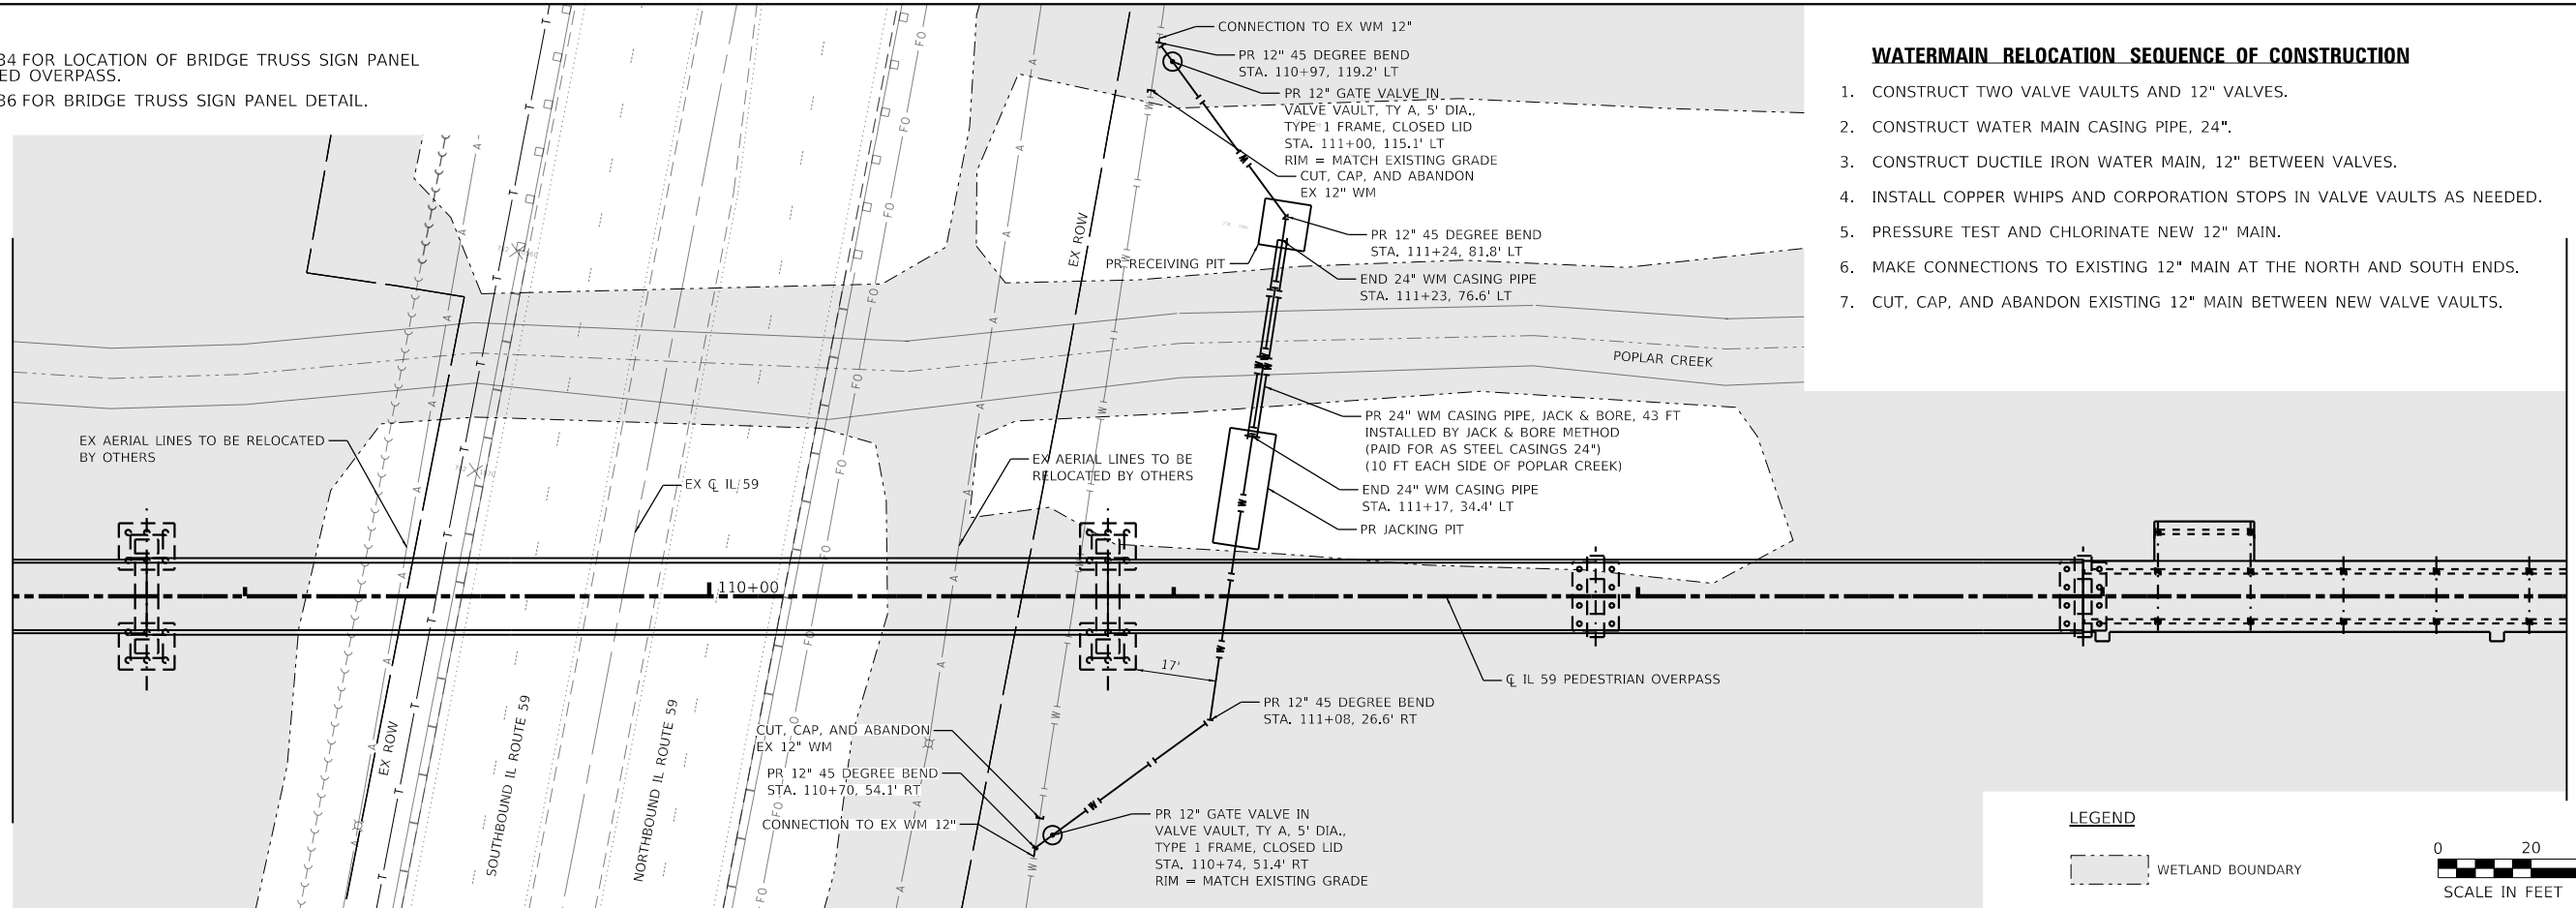 34 FOR LOCATION OF BRIDGE TRUSS SIGN PANEL
ED OVERPASS.
36 FOR BRIDGE TRUSS SIGN PANEL DETAIL.
CONNECTION TO EX WM 12"
PR 12" 45 DEGREE BEND
STA. 110+97, 119.2' LT
PR 12" GATE VALVE IN
VALVE VAULT, TY A, 5' DIA.,
TYPE 1 FRAME, CLOSED LID
STA. 111+00, 115.1' LT
RIM = MATCH EXISTING GRADE
CUT, CAP, AND ABANDON
EX 12" WM
PR 12" 45 DEGREE BEND
STA. 111+24, 81.8' LT
PR RECEIVING PIT
END 24" WM CASING PIPE
STA. 111+23, 76.6' LT
EX ROW
WATERMAIN RELOCATION SEQUENCE OF CONSTRUCTION
1. CONSTRUCT TWO VALVE VAULTS AND 12" VALVES.
2. CONSTRUCT WATER MAIN CASING PIPE, 24".
3. CONSTRUCT DUCTILE IRON WATER MAIN, 12" BETWEEN VALVES.
4. INSTALL COPPER WHIPS AND CORPORATION STOPS IN VALVE VAULTS AS NEEDED.
5. PRESSURE TEST AND CHLORINATE NEW 12" MAIN.
6. MAKE CONNECTIONS TO EXISTING 12" MAIN AT THE NORTH AND SOUTH ENDS.
7. CUT, CAP, AND ABANDON EXISTING 12" MAIN BETWEEN NEW VALVE VAULTS.
POPLAR CREEK
PR 24" WM CASING PIPE, JACK & BORE, 43 FT
INSTALLED BY JACK & BORE METHOD
(PAID FOR AS STEEL CASINGS 24")
(10 FT EACH SIDE OF POPLAR CREEK)
END 24" WM CASING PIPE
STA. 111+17, 34.4' LT
PR JACKING PIT
EX AERIAL LINES TO BE RELOCATED
BY OTHERS
EX ℄ IL 59
EX AERIAL LINES TO BE
RELOCATED BY OTHERS
110+00
17'
℄ IL 59 PEDESTRIAN OVERPASS
PR 12" 45 DEGREE BEND
STA. 111+08, 26.6' RT
EX ROW
SOUTHBOUND IL ROUTE 59
NORTHBOUND IL ROUTE 59
CUT, CAP, AND ABANDON
EX 12" WM
PR 12" 45 DEGREE BEND
STA. 110+70, 54.1' RT
CONNECTION TO EX WM 12"
PR 12" GATE VALVE IN
VALVE VAULT, TY A, 5' DIA.,
TYPE 1 FRAME, CLOSED LID
STA. 110+74, 51.4' RT
RIM = MATCH EXISTING GRADE
LEGEND
WETLAND BOUNDARY
0 20
SCALE IN FEET